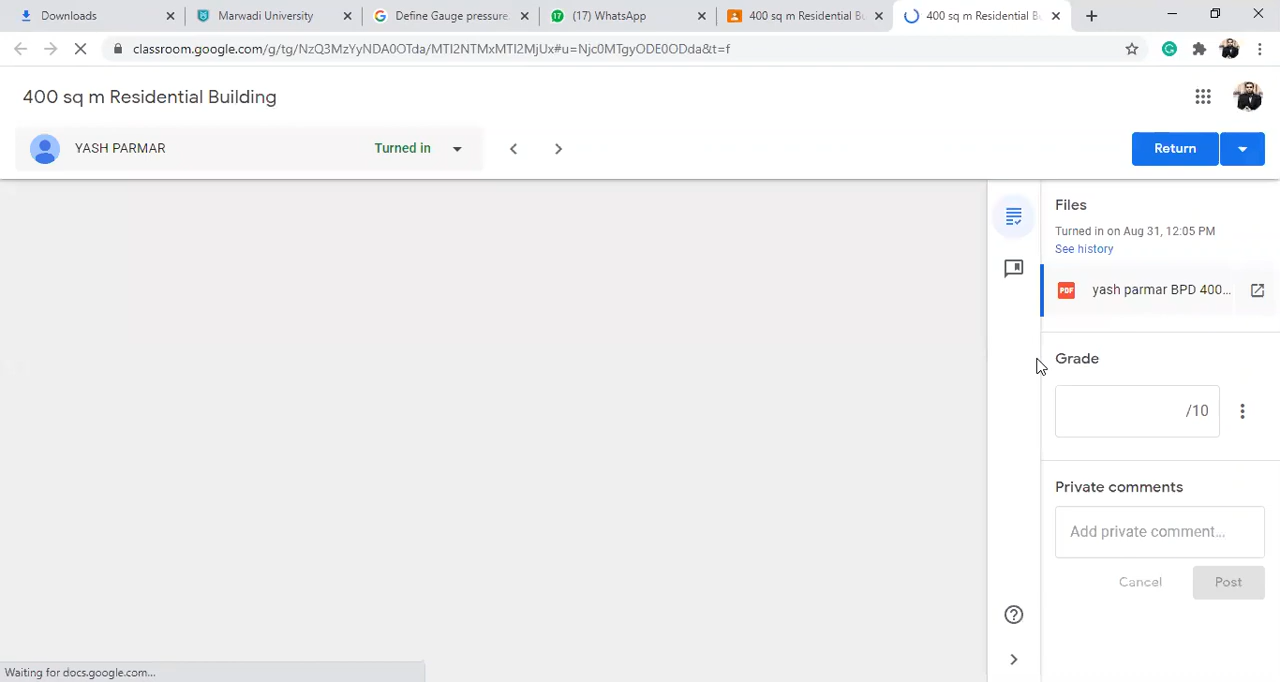 Downloads
Marwadi University
Define Gauge pressure.
(17) WhatsApp
400 sq m Residential Bu
400 sq m Residential B
classroom.google.com/g/tg/NzQ3MzYyNDA0OTda/MTI2NTMxMTI2MjUx#u=Njc0MTgyODE0ODda&t=f
400 sq m Residential Building
YASH PARMAR
Turned in
Return
Files
Turned in on Aug 31, 12:05 PM
See history
PDF
yash parmar BPD 400...
Grade
/10
Private comments
Add private comment...
Cancel
Post
Waiting for docs.google.com...